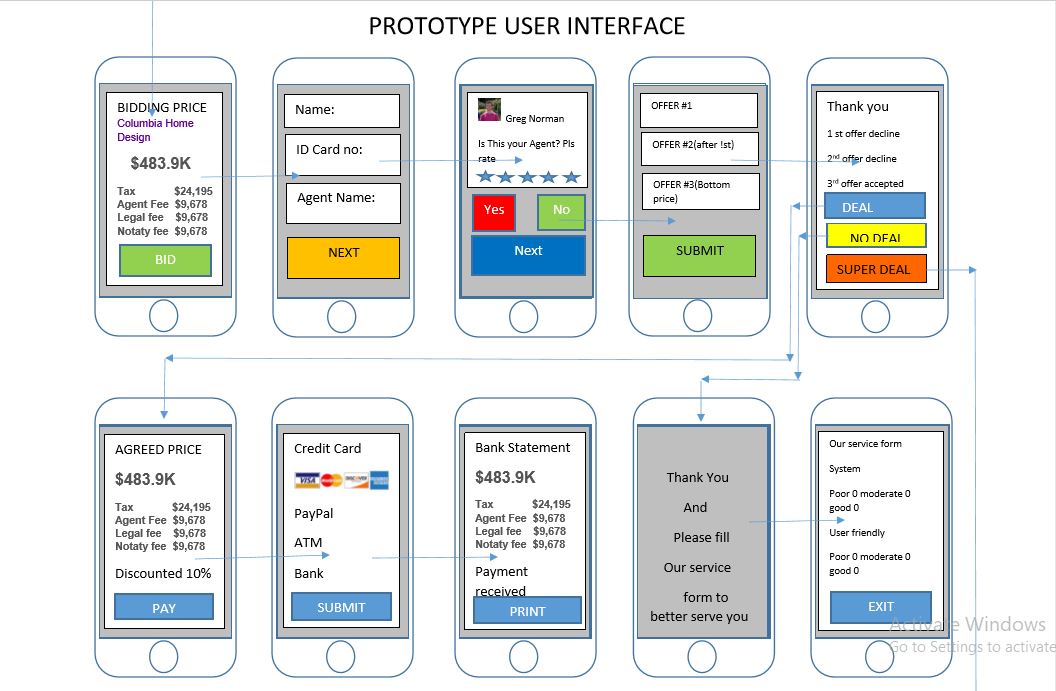 PROTOTYPE USER INTERFACE
BIDDING PRICE
Columbia Home
Design
$483.9K
Tax $24,195
Agent Fee $9,678
Legal fee $9,678
Notaty fee $9,678
BID
Name:
ID Card no:
Agent Name:
NEXT
Greg Norman
Is This your Agent? Pls
rate
Yes No
Next
OFFER #1
OFFER #2(after !st)
OFFER #3(Bottom
price)
SUBMIT
Thank you
1 st offer decline
2nd offer decline
3rd offer accepted
DEAL
NO DEAL
SUPER DEAL
AGREED PRICE
$483.9K
Tax $24,195
Agent Fee $9,678
Legal fee $9,678
Notaty fee $9,678
Discounted 10%
PAY
Credit Card
VISA MasterCard DISCOVER
PayPal
ATM
Bank
SUBMIT
Bank Statement
$483.9K
Tax $24,195
Agent Fee $9,678
Legal fee $9,678
Notaty fee $9,678
Payment
received
PRINT
Thank You
And
Please fill
Our service
form to
better serve you
Our service form
System
Poor 0 moderate 0
good 0
User friendly
Poor 0 moderate 0
good 0
EXIT
Activate Windows
Go to Settings to activate